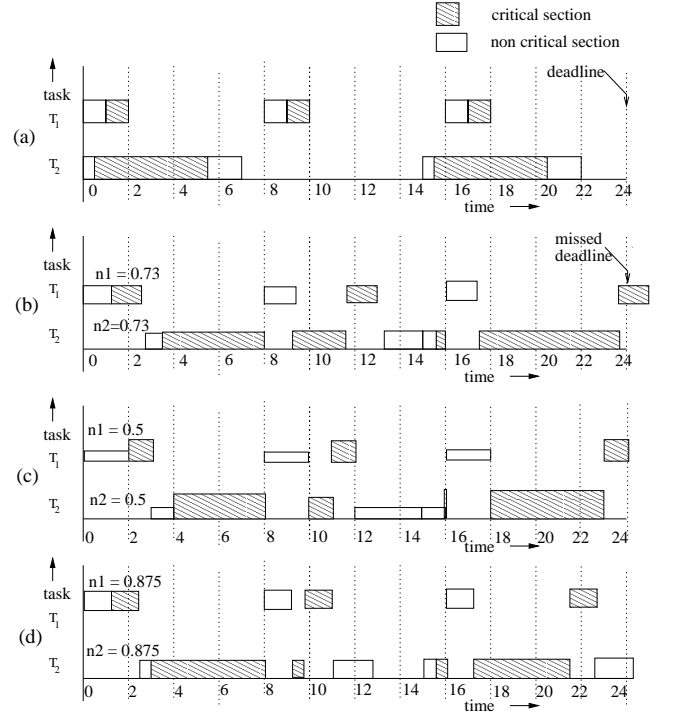 critical section
non critical section
deadline
task
T1
(a)
T2
0 2 4 6 8 10 12 14 16 18 20 22 24
time
missed
deadline
task
n1 = 0.73
T1
(b)
n2=0.73
T2
0 2 4 6 8 10 12 14 16 18 20 22 24
time
task
n1 = 0.5
T1
(c)
n2 = 0.5
T2
0 2 4 6 8 10 12 14 16 18 20 22 24
time
task
n1 = 0.875
T1
(d)
n2 = 0.875
T2
0 2 4 6 8 10 12 14 16 18 20 22 24
time